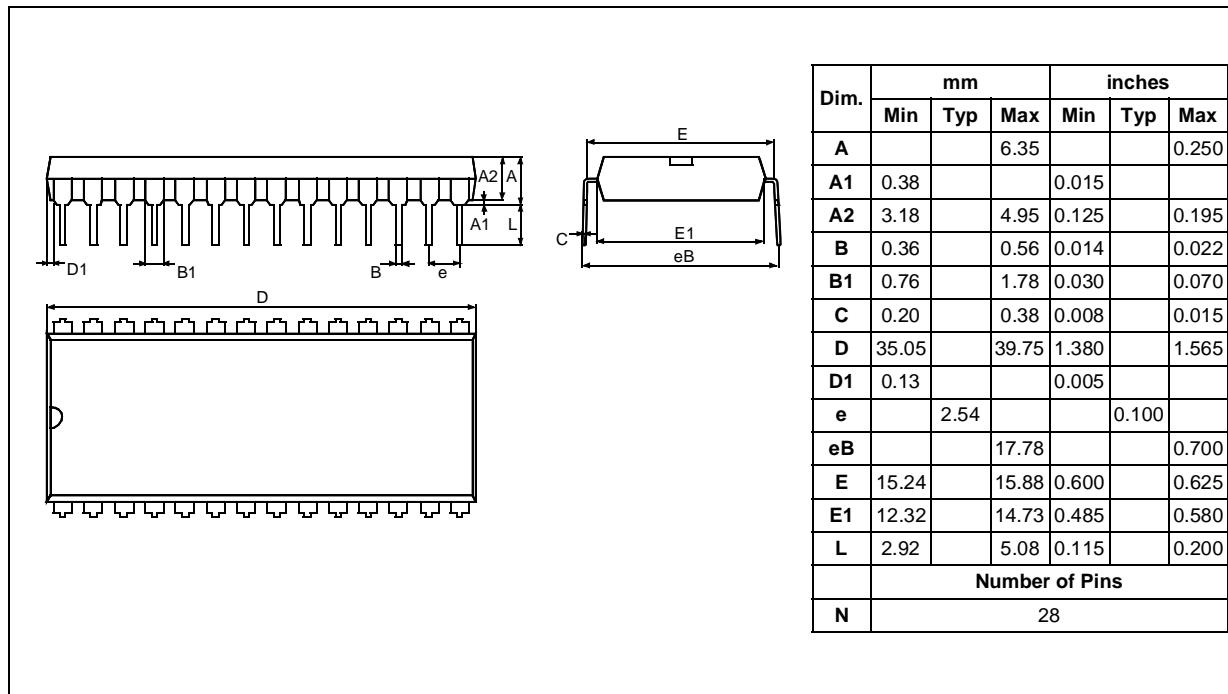 A2 A
A1 L
D1 B1 B e
D
E
C E1
eB
Dim. mm inches
Min Typ Max Min Typ Max
A 6.35 0.250
A1 0.38 0.015
A2 3.18 4.95 0.125 0.195
B 0.36 0.56 0.014 0.022
B1 0.76 1.78 0.030 0.070
C 0.20 0.38 0.008 0.015
D 35.05 39.75 1.380 1.565
D1 0.13 0.005
e 2.54 0.100
eB 17.78 0.700
E 15.24 15.88 0.600 0.625
E1 12.32 14.73 0.485 0.580
L 2.92 5.08 0.115 0.200
Number of Pins
N 28